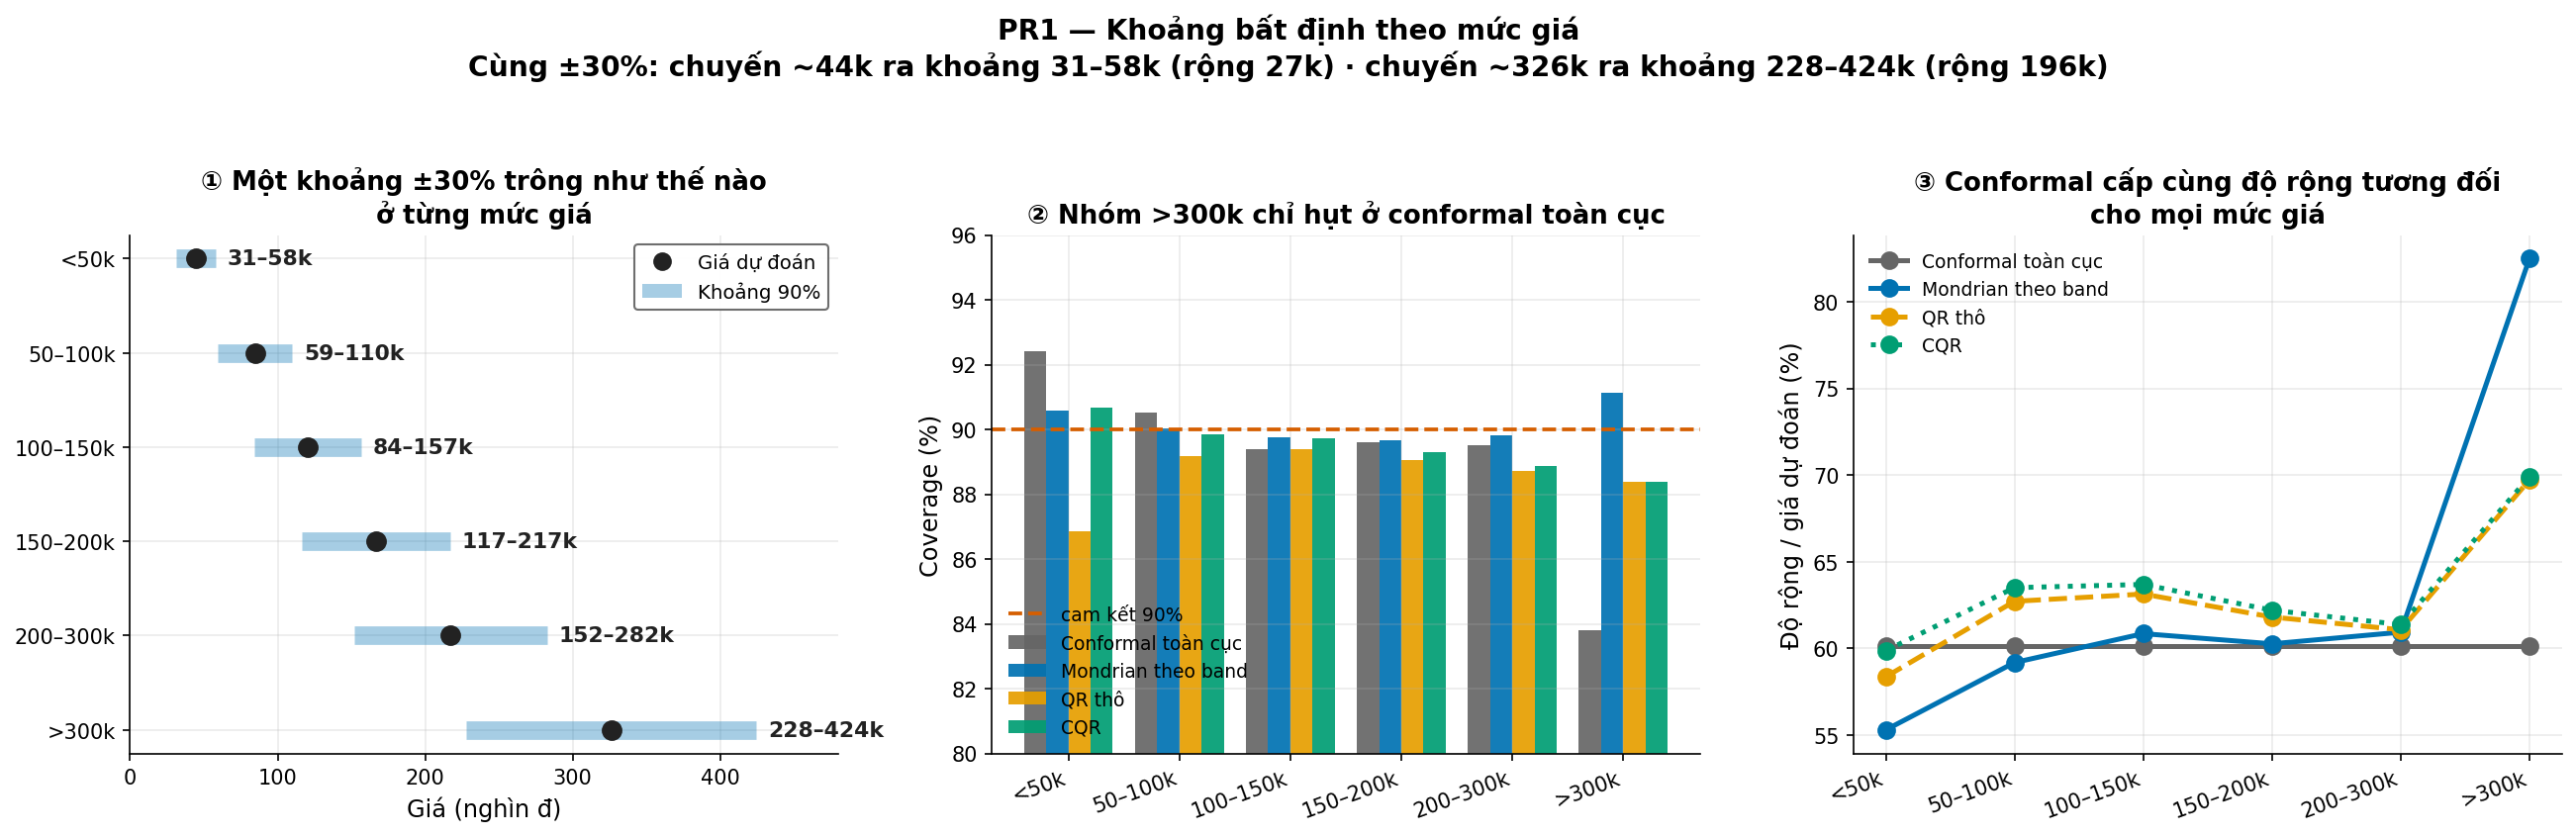 PR1 — Khoảng bất định theo mức giá
Cùng ±30%: chuyến ~44k ra khoảng 31–58k (rộng 27k) · chuyến ~326k ra khoảng 228–424k (rộng 196k)
① Một khoảng ±30% trông như thế nào
ở từng mức giá
<50k
50–100k
100–150k
150–200k
200–300k
>300k
31–58k
59–110k
84–157k
117–217k
152–282k
228–424k
Giá dự đoán
Khoảng 90%
0 100 200 300 400
Giá (nghìn đ)
② Nhóm >300k chỉ hụt ở conformal toàn cục
Coverage (%)
96
94
92
90
88
86
84
82
80
cam kết 90%
Conformal toàn cục
Mondrian theo band
QR thô
CQR
<50k 50–100k 100–150k 150–200k 200–300k >300k
③ Conformal cấp cùng độ rộng tương đối
cho mọi mức giá
Độ rộng / giá dự đoán (%)
80
75
70
65
60
55
Conformal toàn cục
Mondrian theo band
QR thô
CQR
<50k 50–100k 100–150k 150–200k 200–300k >300k